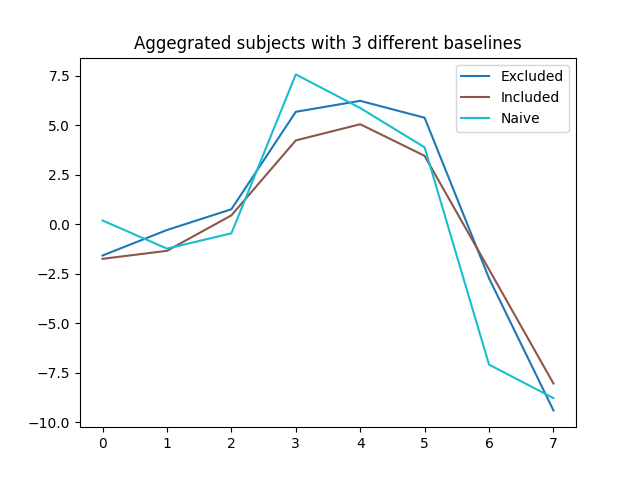 Aggegrated subjects with 3 different baselines
Excluded
Included
Naive
7.5
5.0
2.5
0.0
−2.5
−5.0
−7.5
−10.0
0 1 2 3 4 5 6 7